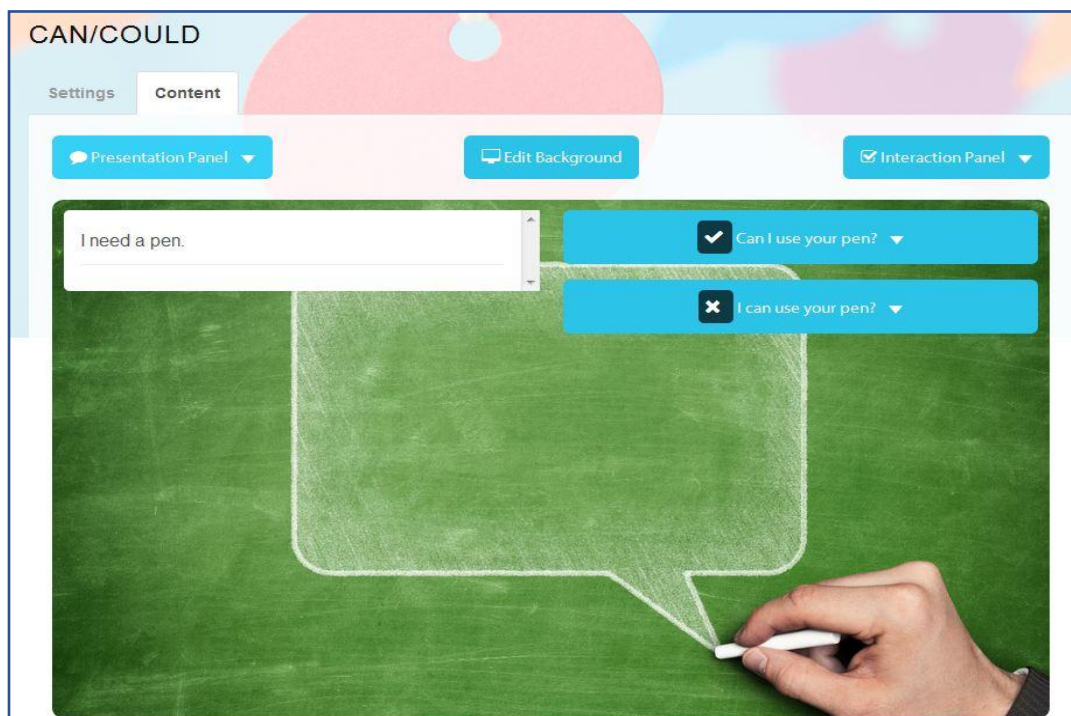 CAN/COULD
Settings Content
Presentation Panel Edit Background Interaction Panel
I need a pen.
Can I use your pen?
I can use your pen?